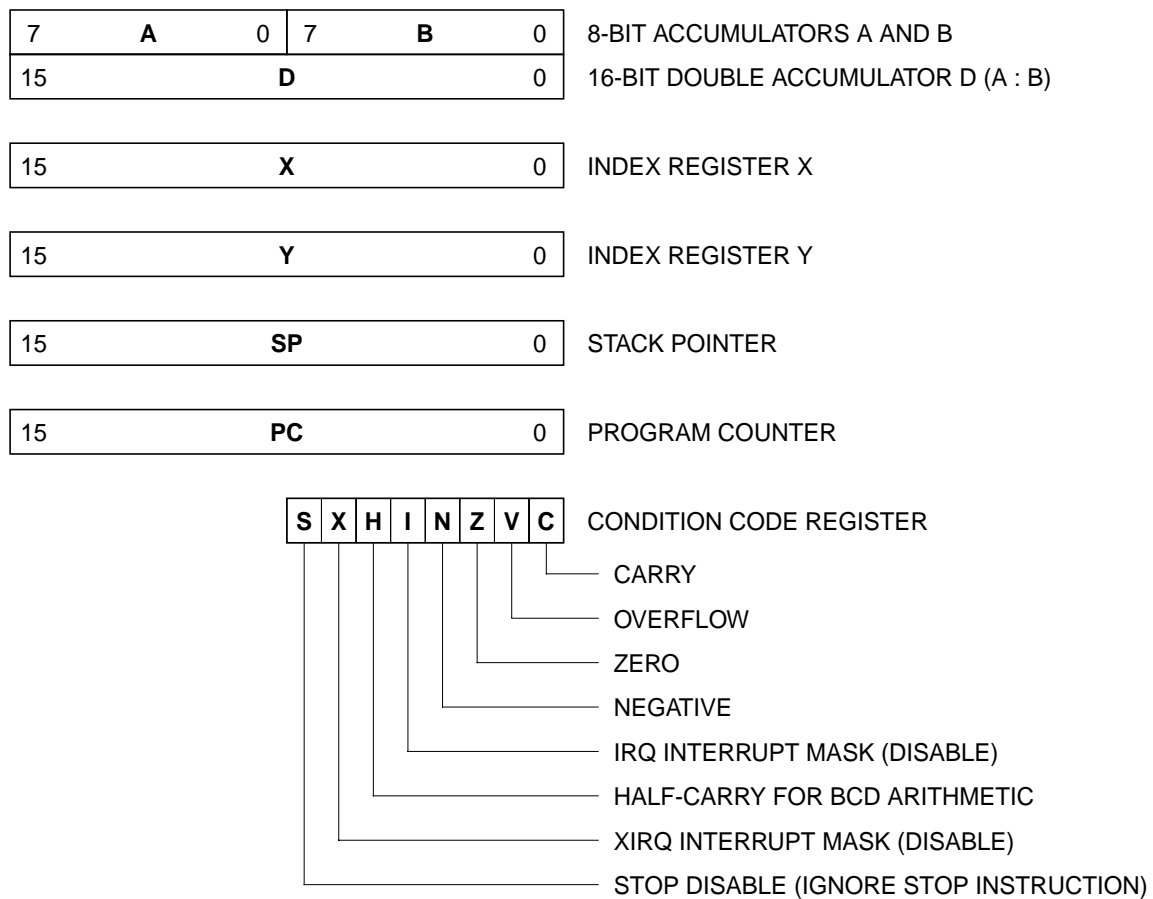 7 A 0 7 B 0 8-BIT ACCUMULATORS A AND B
15 D 0 16-BIT DOUBLE ACCUMULATOR D (A : B)
15 X 0 INDEX REGISTER X
15 Y 0 INDEX REGISTER Y
15 SP 0 STACK POINTER
15 PC 0 PROGRAM COUNTER
S X H I N Z V C CONDITION CODE REGISTER
CARRY
OVERFLOW
ZERO
NEGATIVE
IRQ INTERRUPT MASK (DISABLE)
HALF-CARRY FOR BCD ARITHMETIC
XIRQ INTERRUPT MASK (DISABLE)
STOP DISABLE (IGNORE STOP INSTRUCTION)